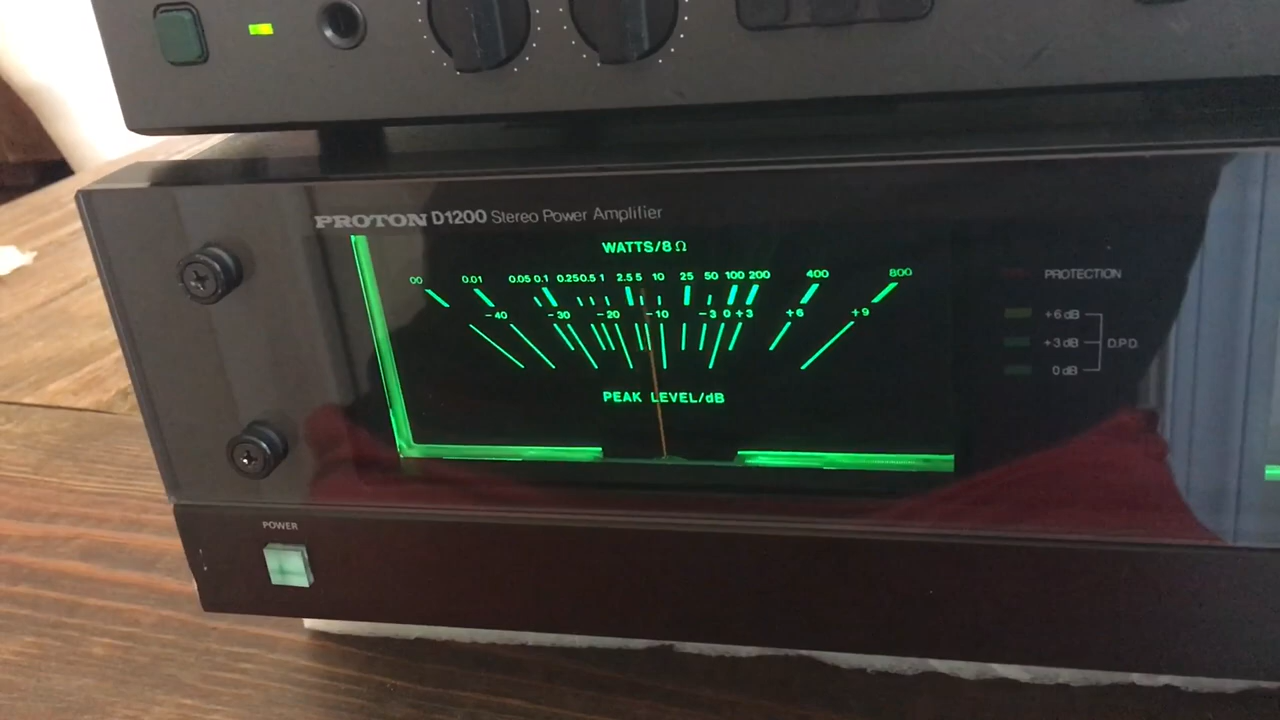 PROTON D1200 Stereo Power Amplifier
WATTS/8 Ω
00 0.01 0.05 0.1 0.25 0.5 1 2.5 5 10 25 50 100 200 400 800
-40 -30 -20 -10 -3 0 +3 +6 +9
PEAK LEVEL/dB
PROTECTION
+6 dB
+3 dB D.P.D.
0 dB
POWER